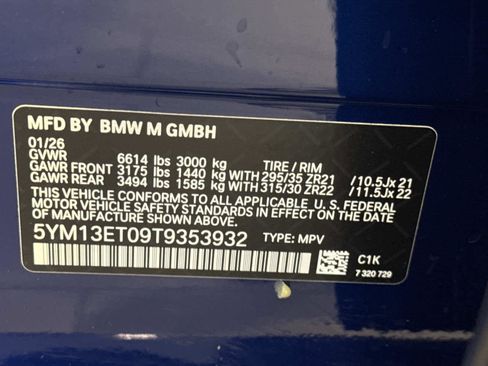 MFD BY BMW M GMBH
01/26
GVWR 6614 lbs 3000 kg TIRE / RIM
GAWR FRONT 3175 lbs 1440 kg 295/35 ZR21 /10.5Jx 21
GAWR REAR 3494 lbs 1585 kg 315/30 ZR22 /11.5Jx 22
THIS VEHICLE CONFORMS TO ALL APPLICABLE U. S. FEDERAL
MOTOR VEHICLE SAFETY STANDARDS IN EFFECT ON THE DATE
OF MANUFACTURE SHOWN ABOVE.
5YM13ET09T9353932 TYPE: MPV
C1K
7 320 729